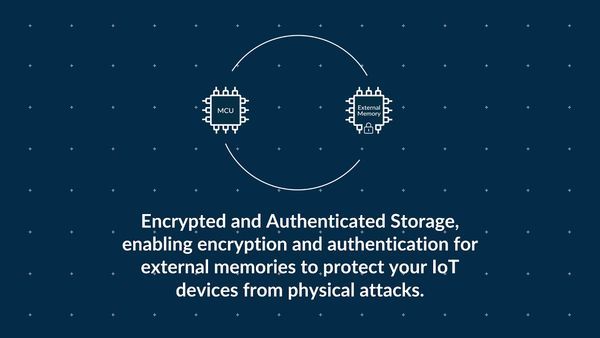 MCU
External
Memory
Encrypted and Authenticated Storage,
enabling encryption and authentication for
external memories to protect your IoT
devices from physical attacks.